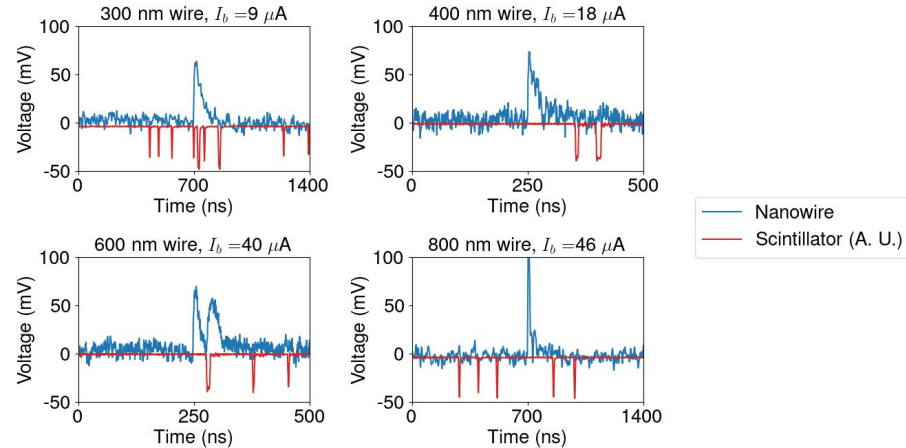 300 nm wire, I_b =9 μA
100
50
0
-50
Voltage (mV)
0
700
1400
Time (ns)
400 nm wire, I_b =18 μA
100
50
0
-50
Voltage (mV)
0
250
500
Time (ns)
600 nm wire, I_b =40 μA
100
50
0
-50
Voltage (mV)
0
250
500
Time (ns)
800 nm wire, I_b =46 μA
100
50
0
-50
Voltage (mV)
0
700
1400
Time (ns)
Nanowire
Scintillator (A. U.)